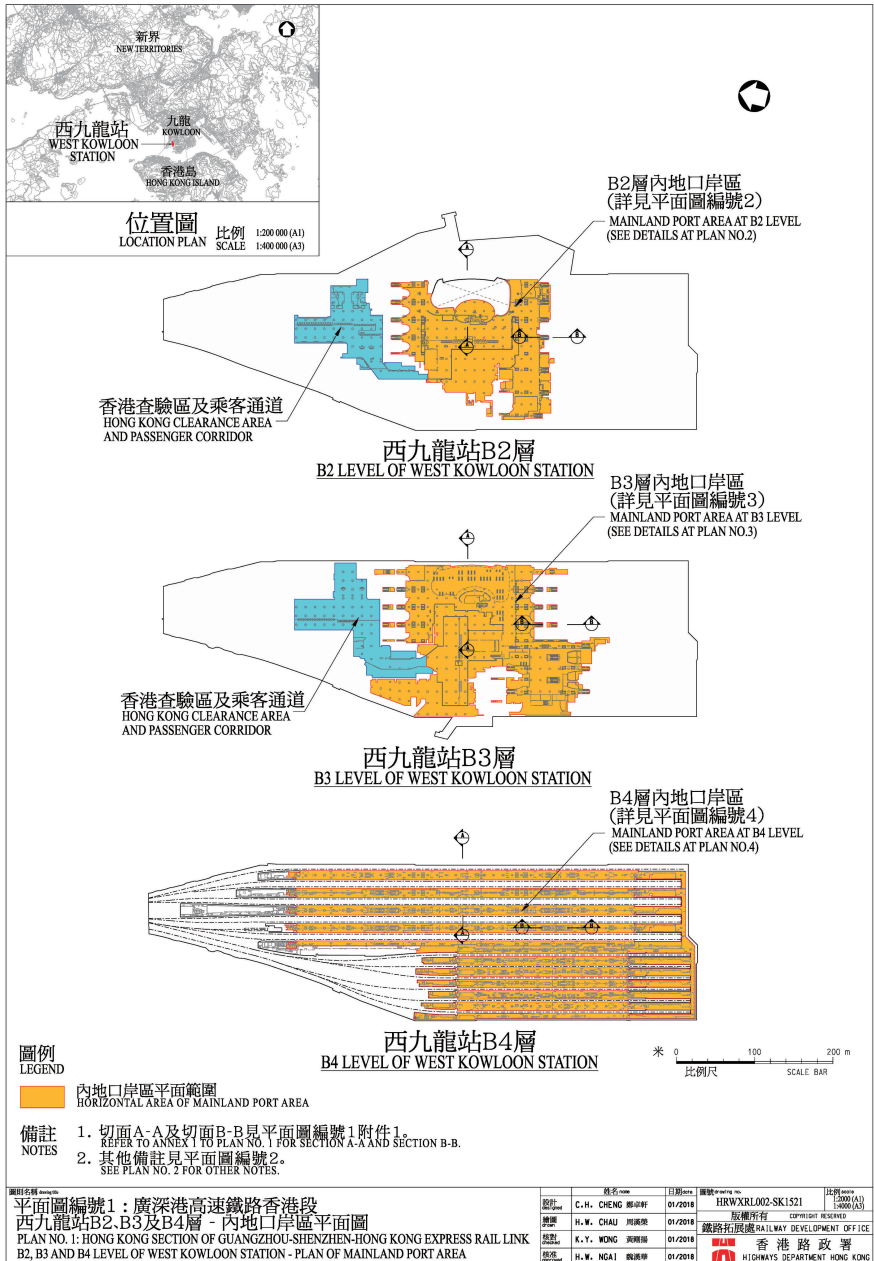 新界
NEW TERRITORIES
九龍
KOWLOON
西九龍站
WEST KOWLOON
STATION
香港島
HONG KONG ISLAND
位置圖
LOCATION PLAN
比例 1:200 000 (A1)
SCALE 1:400 000 (A3)
B2層內地口岸區
(詳見平面圖編號2)
MAINLAND PORT AREA AT B2 LEVEL
(SEE DETAILS AT PLAN NO.2)
A
A
B
B
香港查驗區及乘客通道
HONG KONG CLEARANCE AREA
AND PASSENGER CORRIDOR
西九龍站B2層
B2 LEVEL OF WEST KOWLOON STATION
B3層內地口岸區
(詳見平面圖編號3)
MAINLAND PORT AREA AT B3 LEVEL
(SEE DETAILS AT PLAN NO.3)
A
B
B
A
香港查驗區及乘客通道
HONG KONG CLEARANCE AREA
AND PASSENGER CORRIDOR
西九龍站B3層
B3 LEVEL OF WEST KOWLOON STATION
B4層內地口岸區
(詳見平面圖編號4)
MAINLAND PORT AREA AT B4 LEVEL
(SEE DETAILS AT PLAN NO.4)
A
A
B
B
西九龍站B4層
B4 LEVEL OF WEST KOWLOON STATION
米 0 100 200 m
比例尺 SCALE BAR
圖例
LEGEND
內地口岸區平面範圍
HORIZONTAL AREA OF MAINLAND PORT AREA
備註
NOTES
1. 切面A-A及切面B-B見平面圖編號1附件1。
REFER TO ANNEX 1 TO PLAN NO. 1 FOR SECTION A-A AND SECTION B-B.
2. 其他備註見平面圖編號2。
SEE PLAN NO. 2 FOR OTHER NOTES.
圖則名稱 drawing title
平面圖編號1：廣深港高速鐵路香港段
西九龍站B2、B3及B4層 - 內地口岸區平面圖
PLAN NO. 1: HONG KONG SECTION OF GUANGZHOU-SHENZHEN-HONG KONG EXPRESS RAIL LINK
B2, B3 AND B4 LEVEL OF WEST KOWLOON STATION - PLAN OF MAINLAND PORT AREA
姓名 name 日期 date
設計 designed C.H. CHENG 鄭卓軒 01/2018
繪圖 drawn H.W. CHAU 周漢榮 01/2018
核對 checked K.Y. WONG 01/2018
核准 approved H.W. NGAI 魏漢華 01/2018
圖號 drawing no.
HRWXRL002-SK1521
比例 scale
1:2000 (A1)
1:4000 (A3)
版權所有 COPYRIGHT RESERVED
鐵路拓展處 RAILWAY DEVELOPMENT OFFICE
香港路政署
HIGHWAYS DEPARTMENT HONG KONG